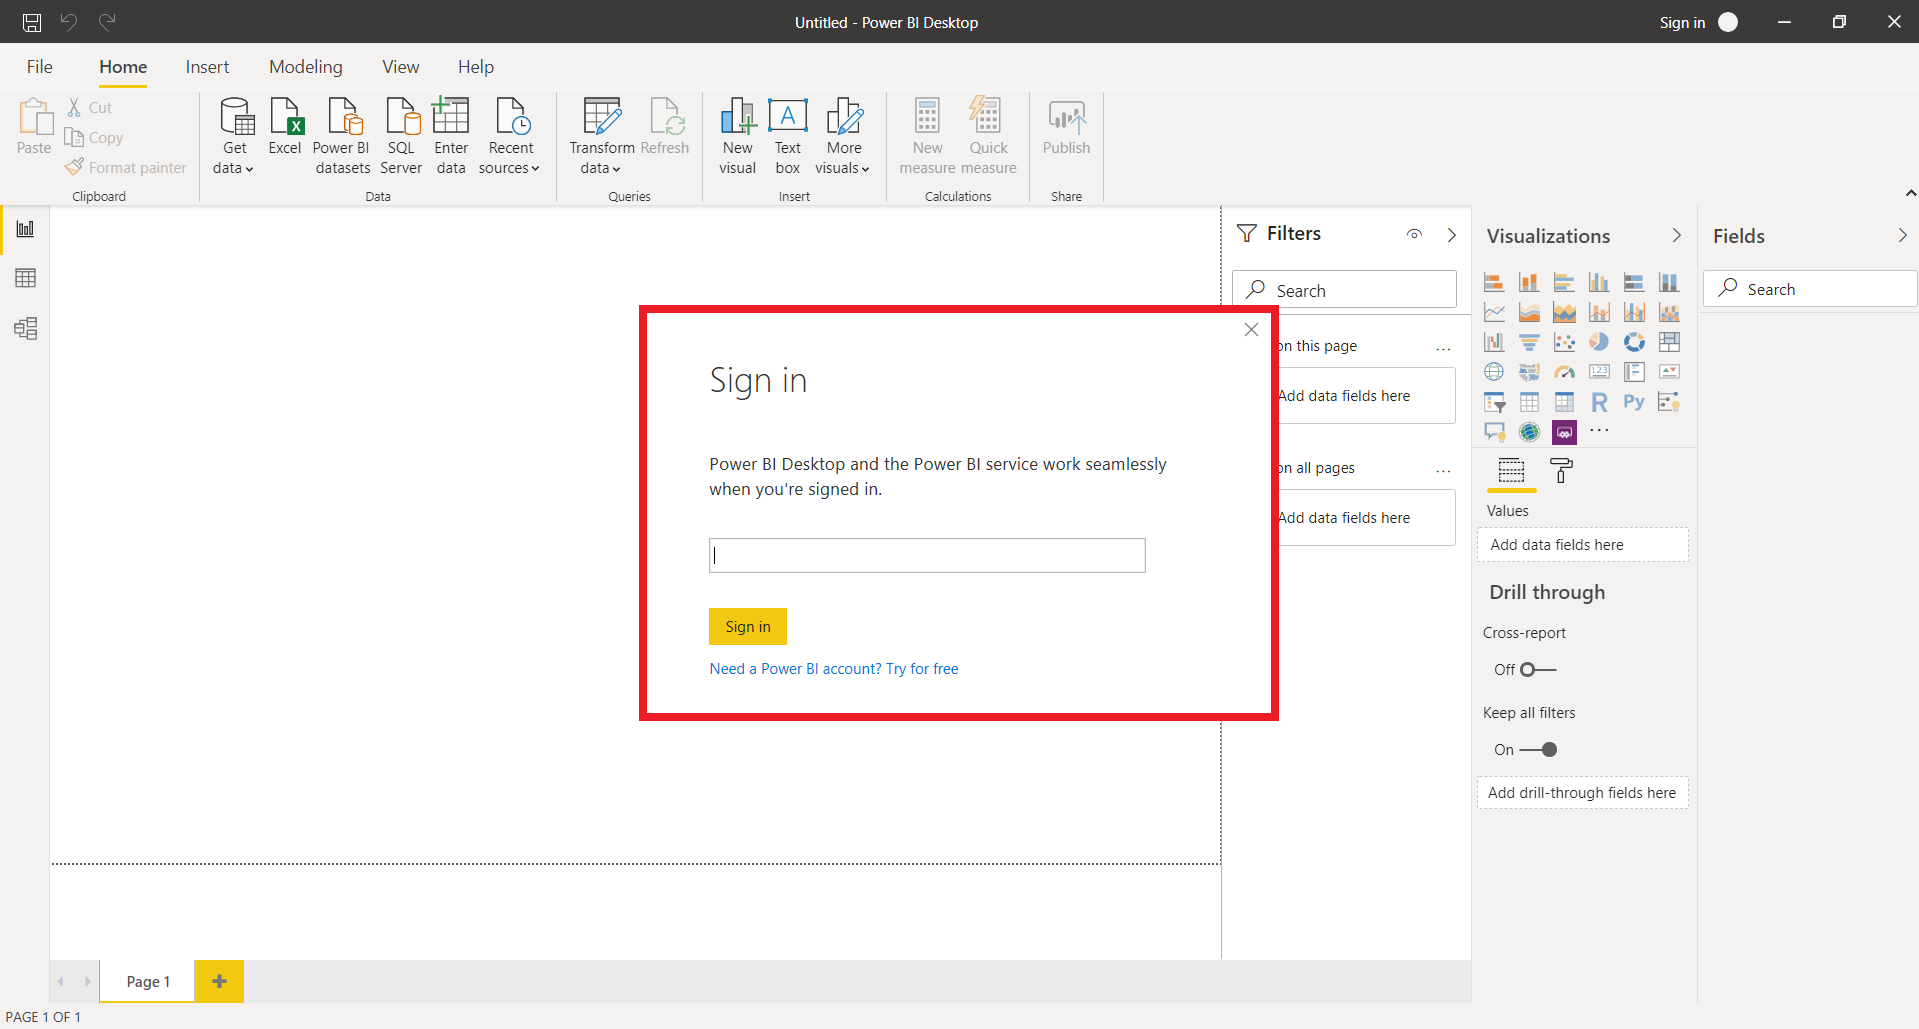 Untitled - Power BI Desktop
Sign in
File Home Insert Modeling View Help
Paste
Cut
Copy
Format painter
Clipboard
Get data
Excel
Power BI datasets
SQL Server
Enter data
Recent sources
Data
Transform data
Refresh
Queries
New visual
A
Text box
More visuals
Insert
New measure
Quick measure
Calculations
Publish
Share
Filters
Search
on this page
...
Add data fields here
on all pages
...
Add data fields here
Sign in
Power BI Desktop and the Power BI service work seamlessly
when you're signed in.
Sign in
Need a Power BI account? Try for free
Visualizations
123
R Py
...
Values
Add data fields here
Drill through
Cross-report
Off
Keep all filters
On
Add drill-through fields here
Fields
Search
Page 1
PAGE 1 OF 1